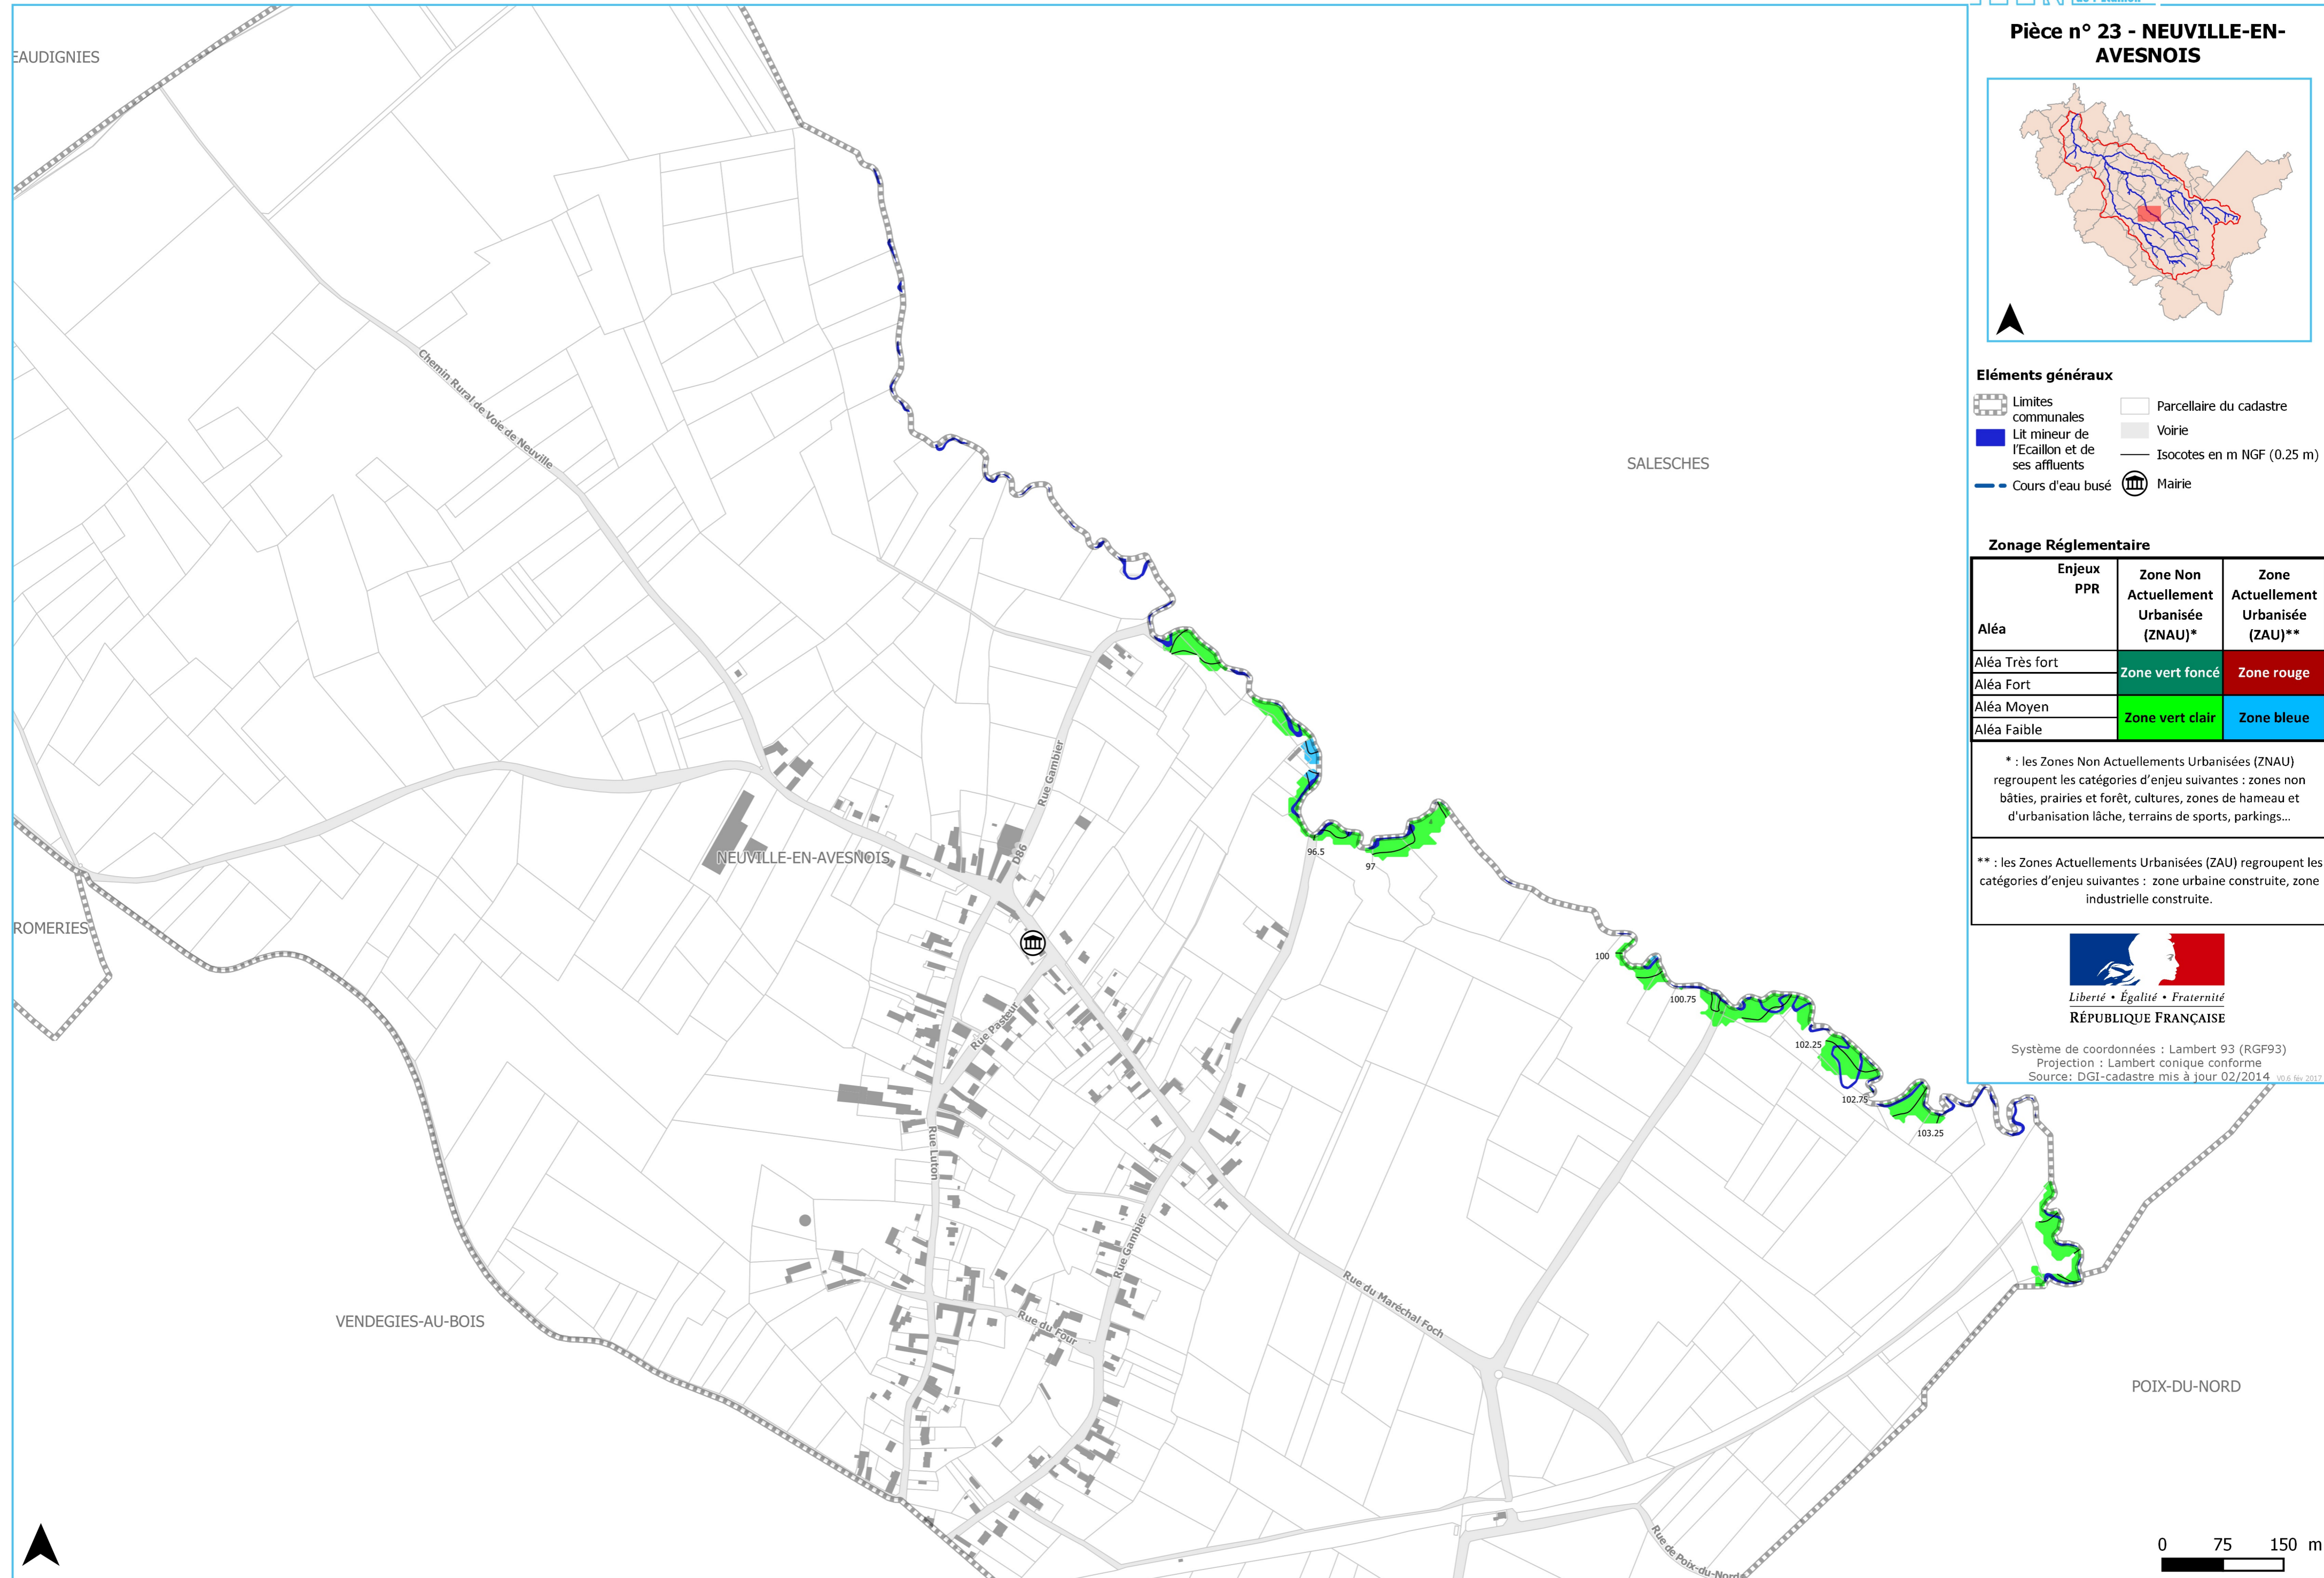 Pièce n° 23 - NEUVILLE-EN-
AVESNOIS
Eléments généraux
Limites
communales
Lit mineur de
l'Ecaillon et de
ses affluents
Cours d'eau busé
Parcellaire du cadastre
Voirie
Isocotes en m NGF (0.25 m)
Mairie
Zonage Réglementaire
Enjeux
PPR
Aléa
Zone Non
Actuellement
Urbanisée
(ZNAU)*
Zone
Actuellement
Urbanisée
(ZAU)**
Aléa Très fort
Aléa Fort
Zone vert foncé
Zone rouge
Aléa Moyen
Aléa Faible
Zone vert clair
Zone bleue
* : les Zones Non Actuellement Urbanisées (ZNAU)
regroupent les catégories d'enjeu suivantes : zones non
bâties, prairies et forêt, cultures, zones de hameau et
d'urbanisation lâche, terrains de sports, parkings...
** : les Zones Actuellements Urbanisées (ZAU) regroupent les
catégories d'enjeu suivantes : zone urbaine construite, zone
industrielle construite.
Liberté • Égalité • Fraternité
RÉPUBLIQUE FRANÇAISE
Système de coordonnées : Lambert 93 (RGF93)
Projection : Lambert conique conforme
Source: DGI-cadastre mis à jour 02/2014
V0.6 fév 2017
EAUDIGNIES
SALESCHES
Chemin Rural de Voie de Neuville
Rue Gambier
D86
NEUVILLE-EN-AVESNOIS
96.5
97
ROMERIES
100
100.75
102.25
102.75
103.25
Rue Pasteur
Rue Luton
Rue Gambier
Rue du Four
Rue du Maréchal Foch
VENDEGIES-AU-BOIS
POIX-DU-NORD
Rue de Poix-du-Nord
0 75 150 m